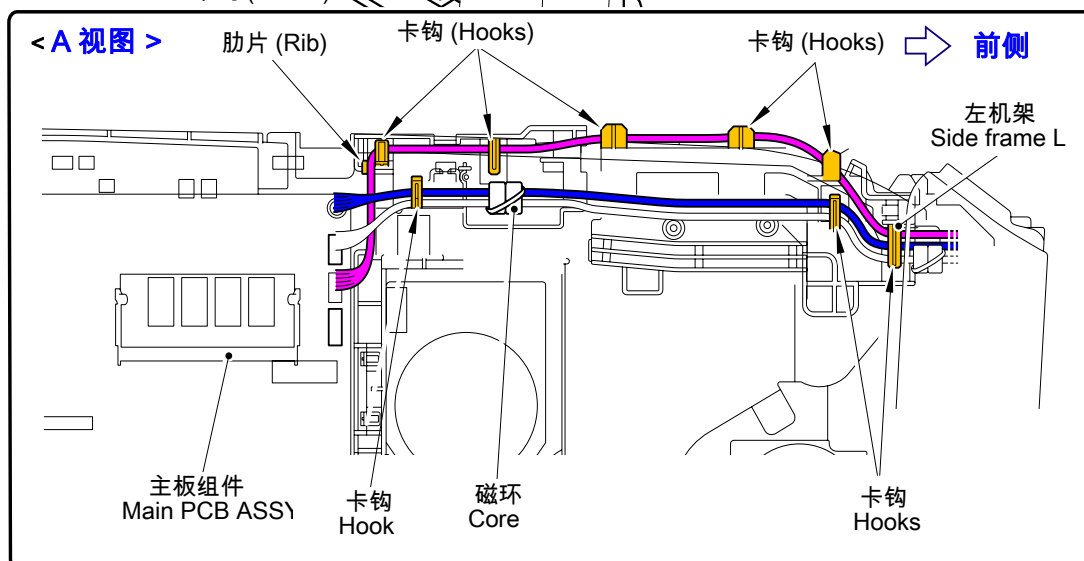 < A 视图 >
肋片 (Rib)
卡钩 (Hooks)
卡钩 (Hooks)
前侧
左机架
Side frame L
主板组件
Main PCB ASSY
卡钩
Hook
磁环
Core
卡钩
Hooks